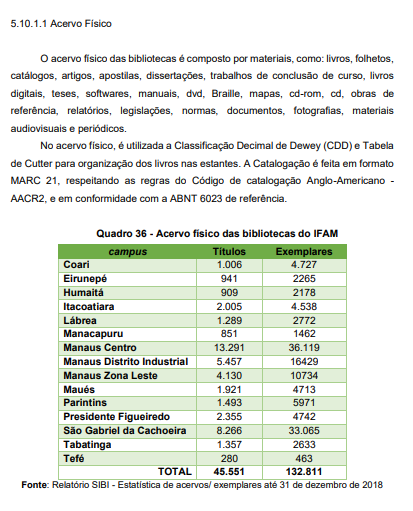 5.10.1.1 Acervo Físico
O acervo físico das bibliotecas é composto por materiais, como: livros, folhetos,
catálogos, artigos, apostilas, dissertações, trabalhos de conclusão de curso, livros
digitais, teses, softwares, manuais, dvd, Braille, mapas, cd-rom, cd, obras de
referência, relatórios, legislações, normas, documentos, fotografias, materiais
audiovisuais e periódicos.
No acervo físico, é utilizada a Classificação Decimal de Dewey (CDD) e Tabela
de Cutter para organização dos livros nas estantes. A Catalogação é feita em formato
MARC 21, respeitando as regras do Código de catalogação Anglo-Americano -
AACR2, e em conformidade com a ABNT 6023 de referência.
Quadro 36 - Acervo físico das bibliotecas do IFAM
campus Títulos Exemplares
Coari 1.006 4.727
Eirunepé 941 2265
Humaitá 909 2178
Itacoatiara 2.005 4.538
Lábrea 1.289 2772
Manacapuru 851 1462
Manaus Centro 13.291 36.119
Manaus Distrito Industrial 5.457 16429
Manaus Zona Leste 4.130 10734
Maués 1.921 4713
Parintins 1.493 5971
Presidente Figueiredo 2.355 4742
São Gabriel da Cachoeira 8.266 33.065
Tabatinga 1.357 2633
Tefé 280 463
TOTAL 45.551 132.811
Fonte: Relatório SIBI - Estatística de acervos/ exemplares até 31 de dezembro de 2018